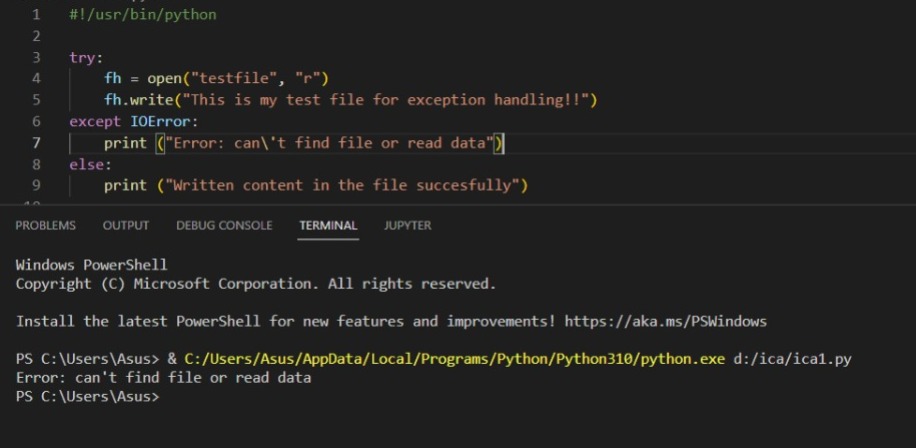 1 #!/usr/bin/python
2
3 try:
4     fh = open("testfile", "r")
5     fh.write("This is my test file for exception handling!!")
6 except IOError:
7     print ("Error: can\'t find file or read data")
8 else:
9     print ("Written content in the file succesfully")
10
PROBLEMS OUTPUT DEBUG CONSOLE TERMINAL JUPYTER
Windows PowerShell
Copyright (C) Microsoft Corporation. All rights reserved.
Install the latest PowerShell for new features and improvements! https://aka.ms/PSWindows
PS C:\Users\Asus> & C:/Users/Asus/AppData/Local/Programs/Python/Python310/python.exe d:/ica/ica1.py
Error: can't find file or read data
PS C:\Users\Asus>